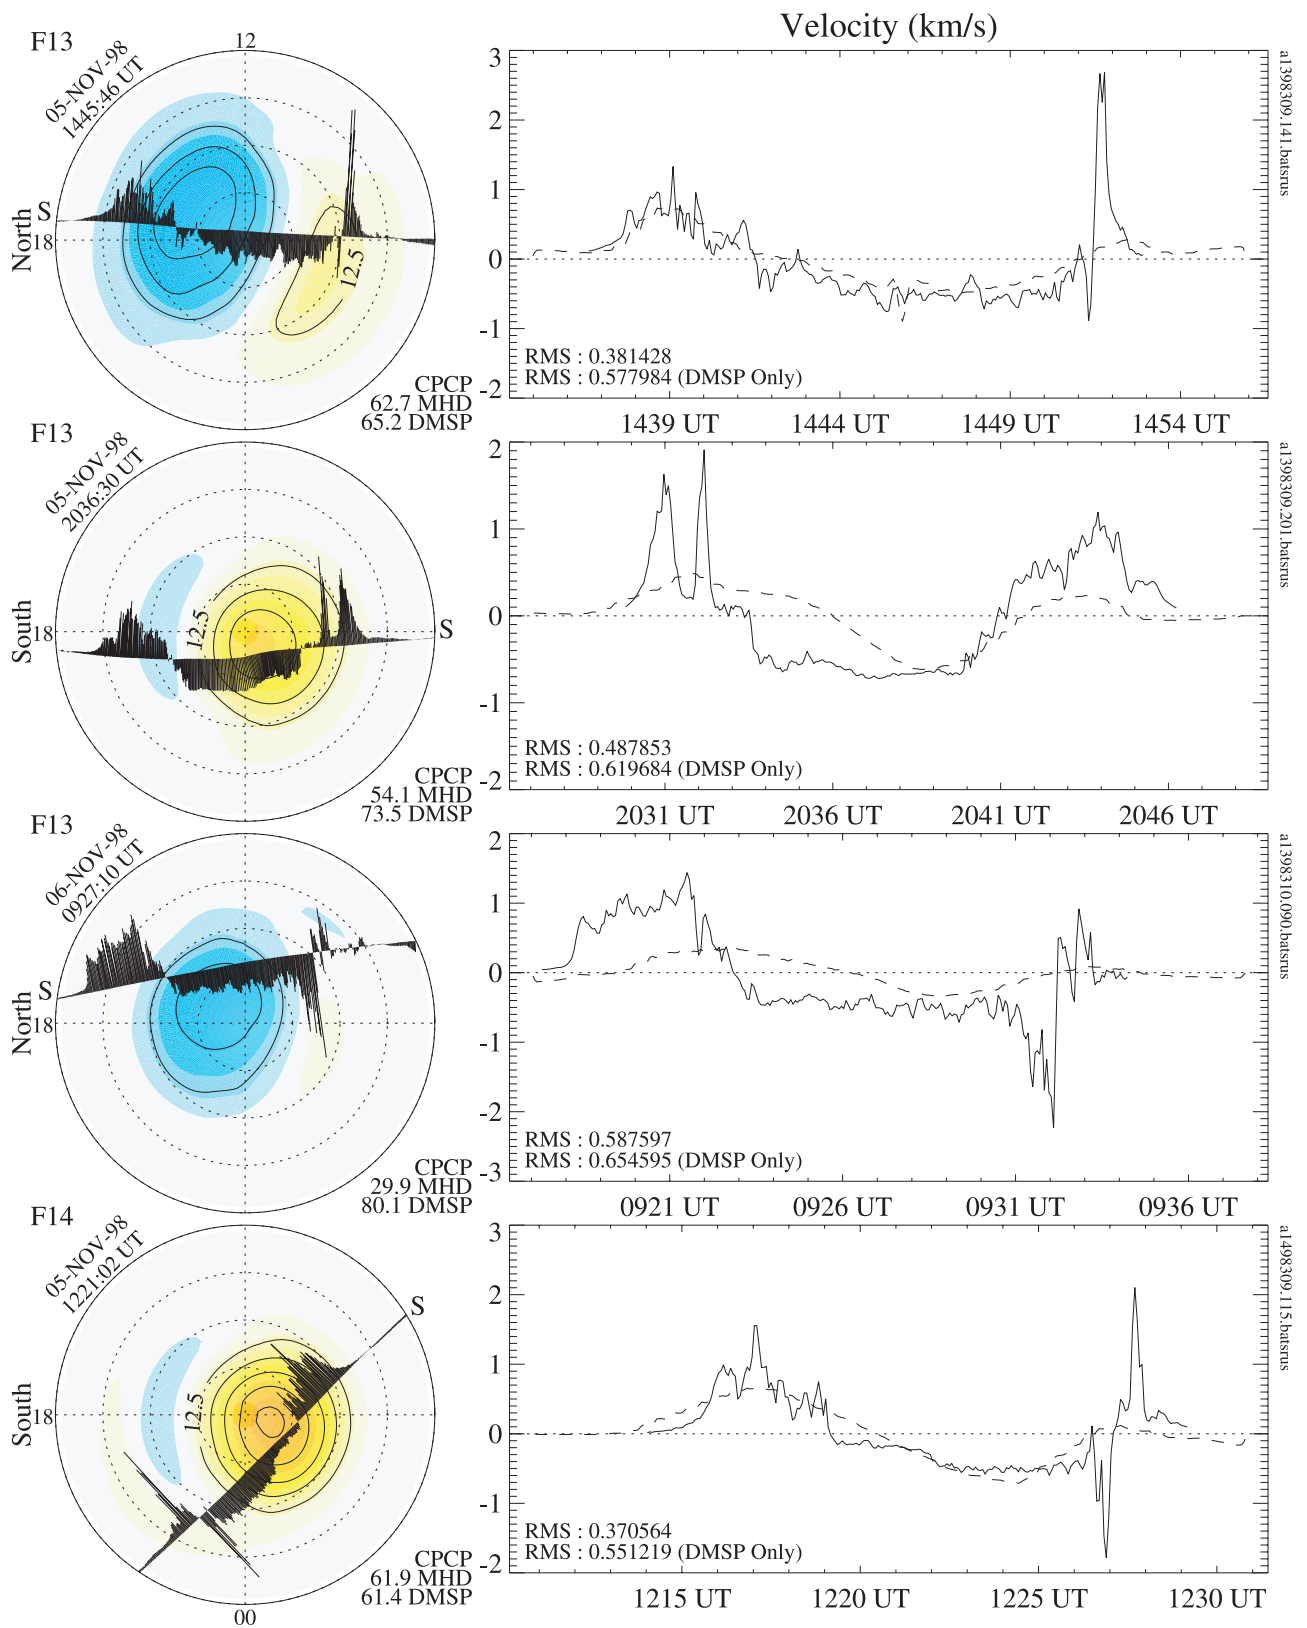 Velocity (km/s)
F13
05-NOV-98
1445:46 UT
12
North
S
18
12.5
CPCP
62.7 MHD
65.2 DMSP
3
2
1
0
-1
-2
RMS : 0.381428
RMS : 0.577984 (DMSP Only)
1439 UT 1444 UT 1449 UT 1454 UT
a1398309.141.batsrus
F13
05-NOV-98
2036:30 UT
South
18
12.5
S
CPCP
54.1 MHD
73.5 DMSP
2
1
0
-1
-2
RMS : 0.487853
RMS : 0.619684 (DMSP Only)
2031 UT 2036 UT 2041 UT 2046 UT
a1398309.201.batsrus
F13
06-NOV-98
0927:10 UT
North
S
18
CPCP
29.9 MHD
80.1 DMSP
2
1
0
-1
-2
-3
RMS : 0.587597
RMS : 0.654595 (DMSP Only)
0921 UT 0926 UT 0931 UT 0936 UT
a1398310.090.batsrus
F14
05-NOV-98
1221:02 UT
South
18
12.5
S
00
CPCP
61.9 MHD
61.4 DMSP
3
2
1
0
-1
-2
RMS : 0.370564
RMS : 0.551219 (DMSP Only)
1215 UT 1220 UT 1225 UT 1230 UT
a1498309.115.batsrus